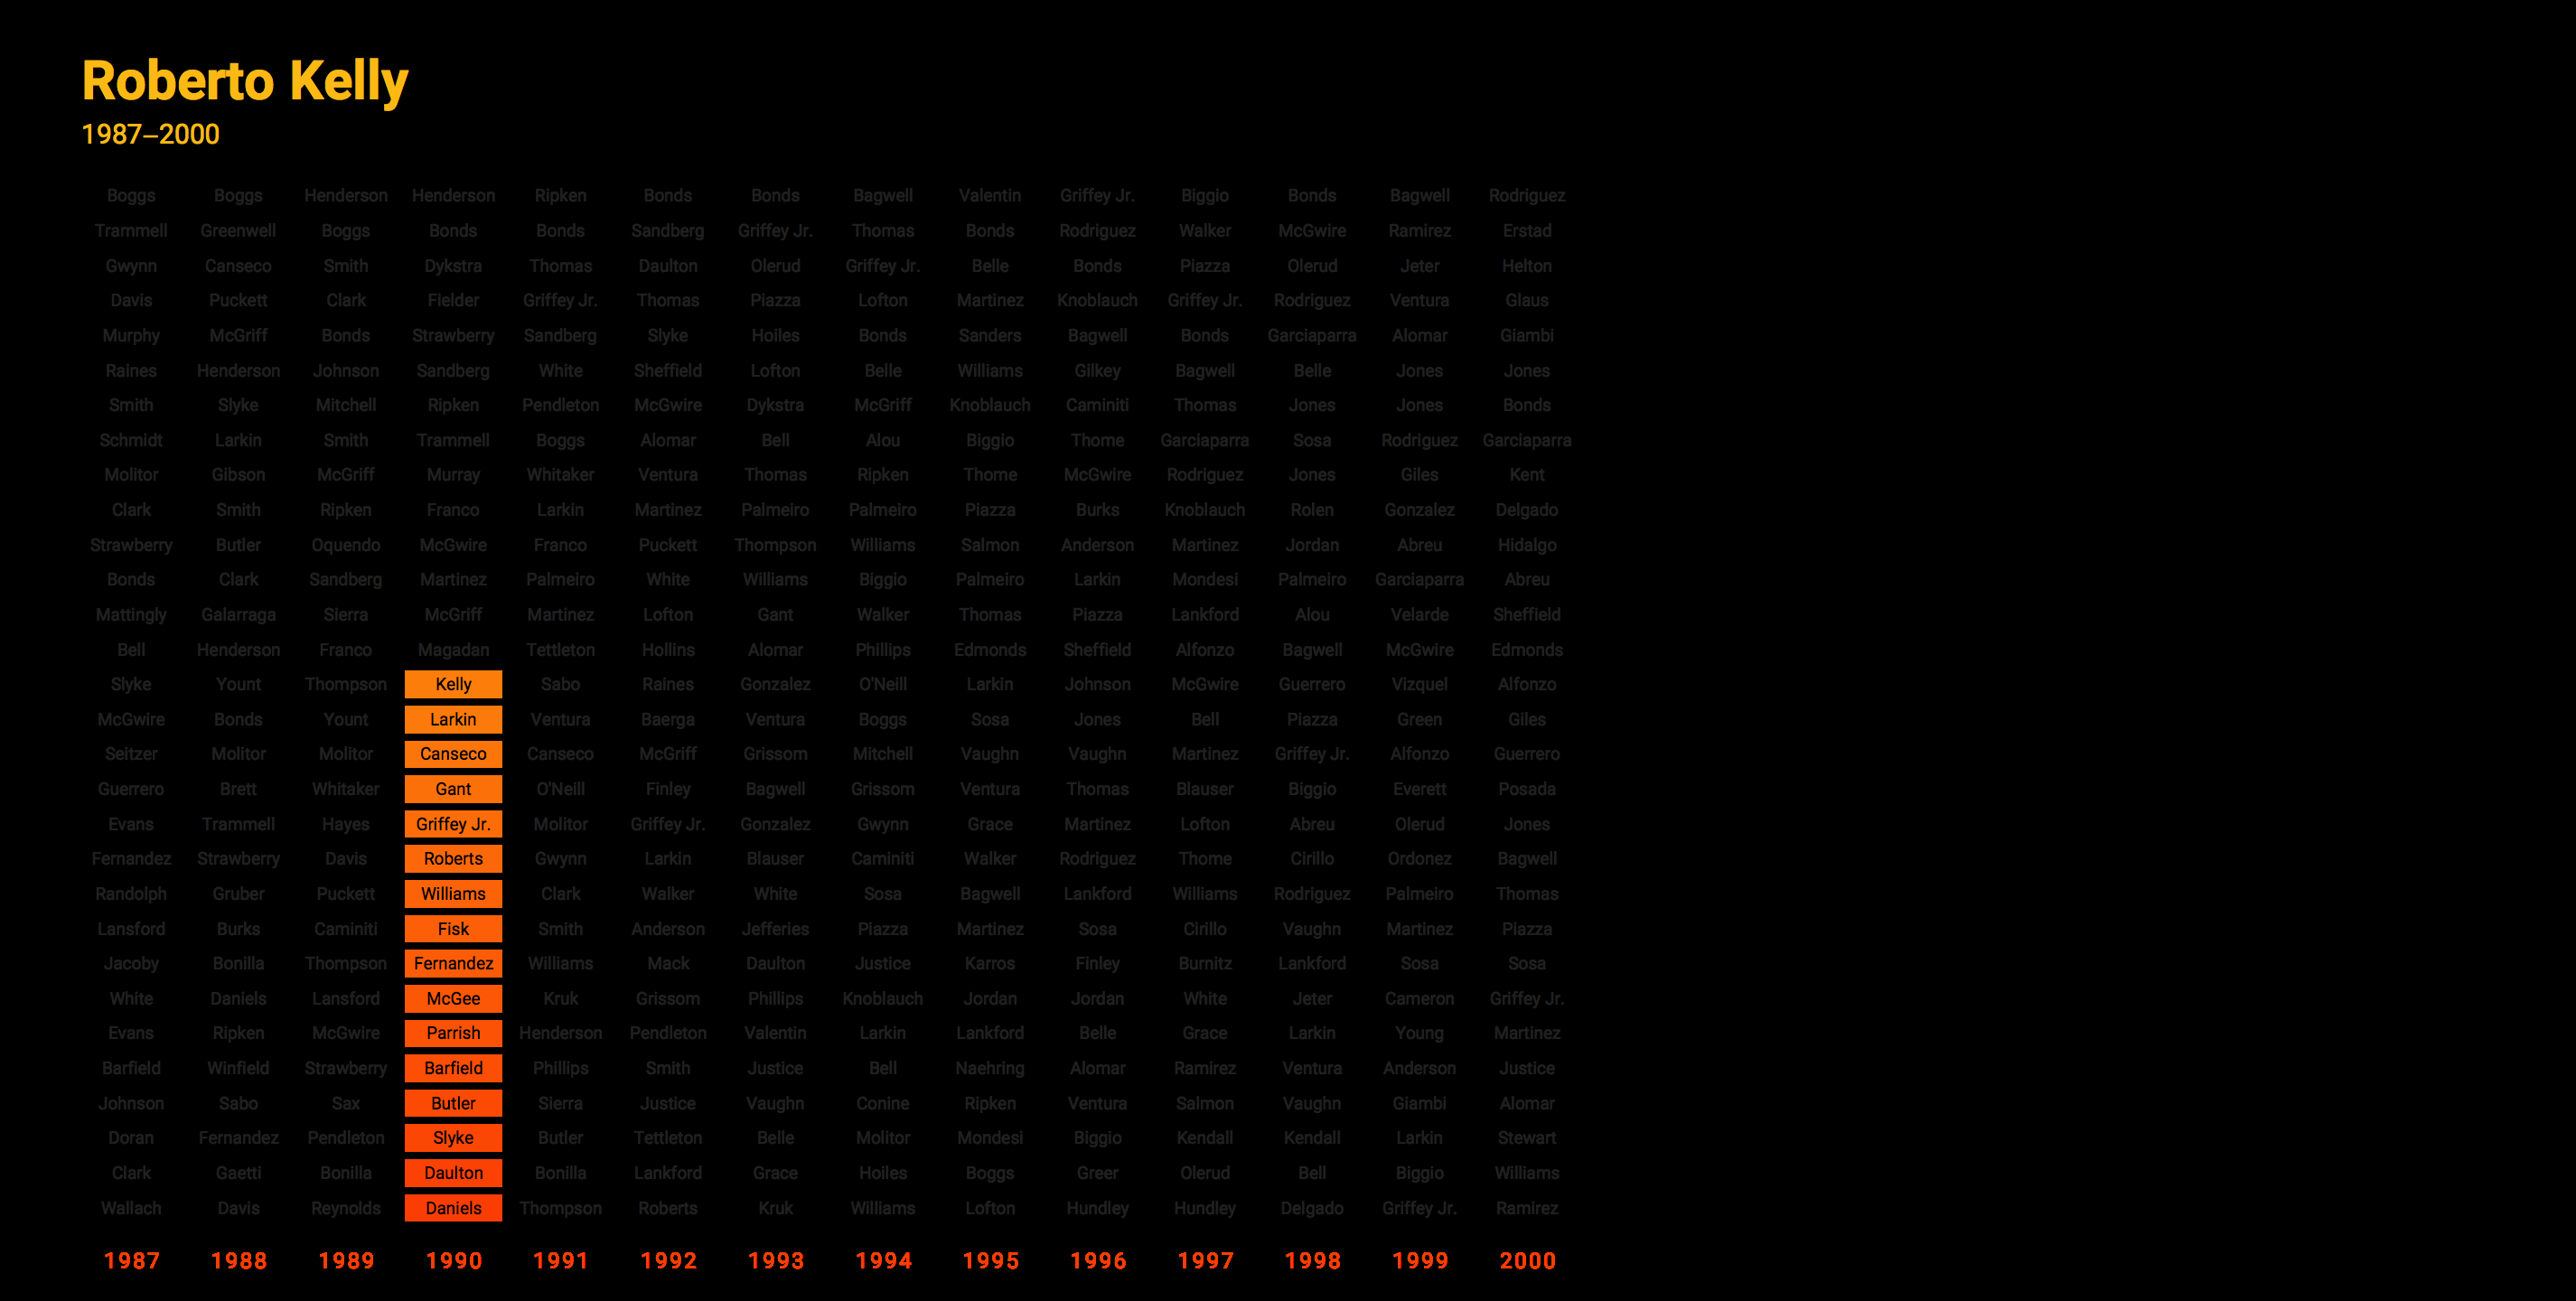 Roberto Kelly
1987–2000
Boggs Boggs Henderson Henderson Ripken Bonds Bonds Bagwell Valentin Griffey Jr. Biggio Bonds Bagwell Rodriguez
Trammell Greenwell Boggs Bonds Bonds Sandberg Griffey Jr. Thomas Bonds Rodriguez Walker McGwire Ramirez Erstad
Gwynn Canseco Smith Dykstra Thomas Daulton Olerud Griffey Jr. Belle Bonds Piazza Olerud Jeter Helton
Davis Puckett Clark Fielder Griffey Jr. Thomas Piazza Lofton Martinez Knoblauch Griffey Jr. Rodriguez Ventura Glaus
Murphy McGriff Bonds Strawberry Sandberg Slyke Hoiles Bonds Sanders Bagwell Bonds Garciaparra Alomar Giambi
Raines Henderson Johnson Sandberg White Sheffield Lofton Belle Williams Gilkey Bagwell Belle Jones Jones
Smith Slyke Mitchell Ripken Pendleton McGwire Dykstra McGriff Knoblauch Caminiti Thomas Jones Jones Bonds
Schmidt Larkin Smith Trammell Boggs Alomar Bell Alou Biggio Thome Garciaparra Sosa Rodriguez Garciaparra
Molitor Gibson McGriff Murray Whitaker Ventura Thomas Ripken Thome McGwire Rodriguez Jones Giles Kent
Clark Smith Ripken Franco Larkin Martinez Palmeiro Palmeiro Piazza Burks Knoblauch Rolen Gonzalez Delgado
Strawberry Butler Oquendo McGwire Franco Puckett Thompson Williams Salmon Anderson Martinez Jordan Abreu Hidalgo
Bonds Clark Sandberg Martinez Palmeiro White Williams Biggio Palmeiro Larkin Mondesi Palmeiro Garciaparra Abreu
Mattingly Galarraga Sierra McGriff Martinez Lofton Gant Walker Thomas Piazza Lankford Alou Velarde Sheffield
Bell Henderson Franco Magadan Tettleton Hollins Alomar Phillips Edmonds Sheffield Alfonzo Bagwell McGwire Edmonds
Slyke Yount Thompson Kelly Sabo Raines Gonzalez O'Neill Larkin Johnson McGwire Guerrero Vizquel Alfonzo
McGwire Bonds Yount Larkin Ventura Baerga Ventura Boggs Sosa Jones Bell Piazza Green Giles
Seitzer Molitor Molitor Canseco Canseco McGriff Grissom Mitchell Vaughn Vaughn Martinez Griffey Jr. Alfonzo Guerrero
Guerrero Brett Whitaker Gant O'Neill Finley Bagwell Grissom Ventura Thomas Blauser Biggio Everett Posada
Evans Trammell Hayes Griffey Jr. Molitor Griffey Jr. Gonzalez Gwynn Grace Martinez Lofton Abreu Olerud Jones
Fernandez Strawberry Davis Roberts Gwynn Larkin Blauser Caminiti Walker Rodriguez Thome Cirillo Ordonez Bagwell
Randolph Gruber Puckett Williams Clark Walker White Sosa Bagwell Lankford Williams Rodriguez Palmeiro Thomas
Lansford Burks Caminiti Fisk Smith Anderson Jefferies Piazza Martinez Sosa Cirillo Vaughn Martinez Piazza
Jacoby Bonilla Thompson Fernandez Williams Mack Daulton Justice Karros Finley Burnitz Lankford Sosa Sosa
White Daniels Lansford McGee Kruk Grissom Phillips Knoblauch Jordan Jordan White Jeter Cameron Griffey Jr.
Evans Ripken McGwire Parrish Henderson Pendleton Valentin Larkin Lankford Belle Grace Larkin Young Martinez
Barfield Winfield Strawberry Barfield Phillips Smith Justice Bell Naehring Alomar Ramirez Ventura Anderson Justice
Johnson Sabo Sax Butler Sierra Justice Vaughn Conine Ripken Ventura Salmon Vaughn Giambi Alomar
Doran Fernandez Pendleton Slyke Butler Tettleton Belle Molitor Mondesi Biggio Kendall Kendall Larkin Stewart
Clark Gaetti Bonilla Daulton Bonilla Lankford Grace Hoiles Boggs Greer Olerud Bell Biggio Williams
Wallach Davis Reynolds Daniels Thompson Roberts Kruk Williams Lofton Hundley Hundley Delgado Griffey Jr. Ramirez
1987 1988 1989 1990 1991 1992 1993 1994 1995 1996 1997 1998 1999 2000